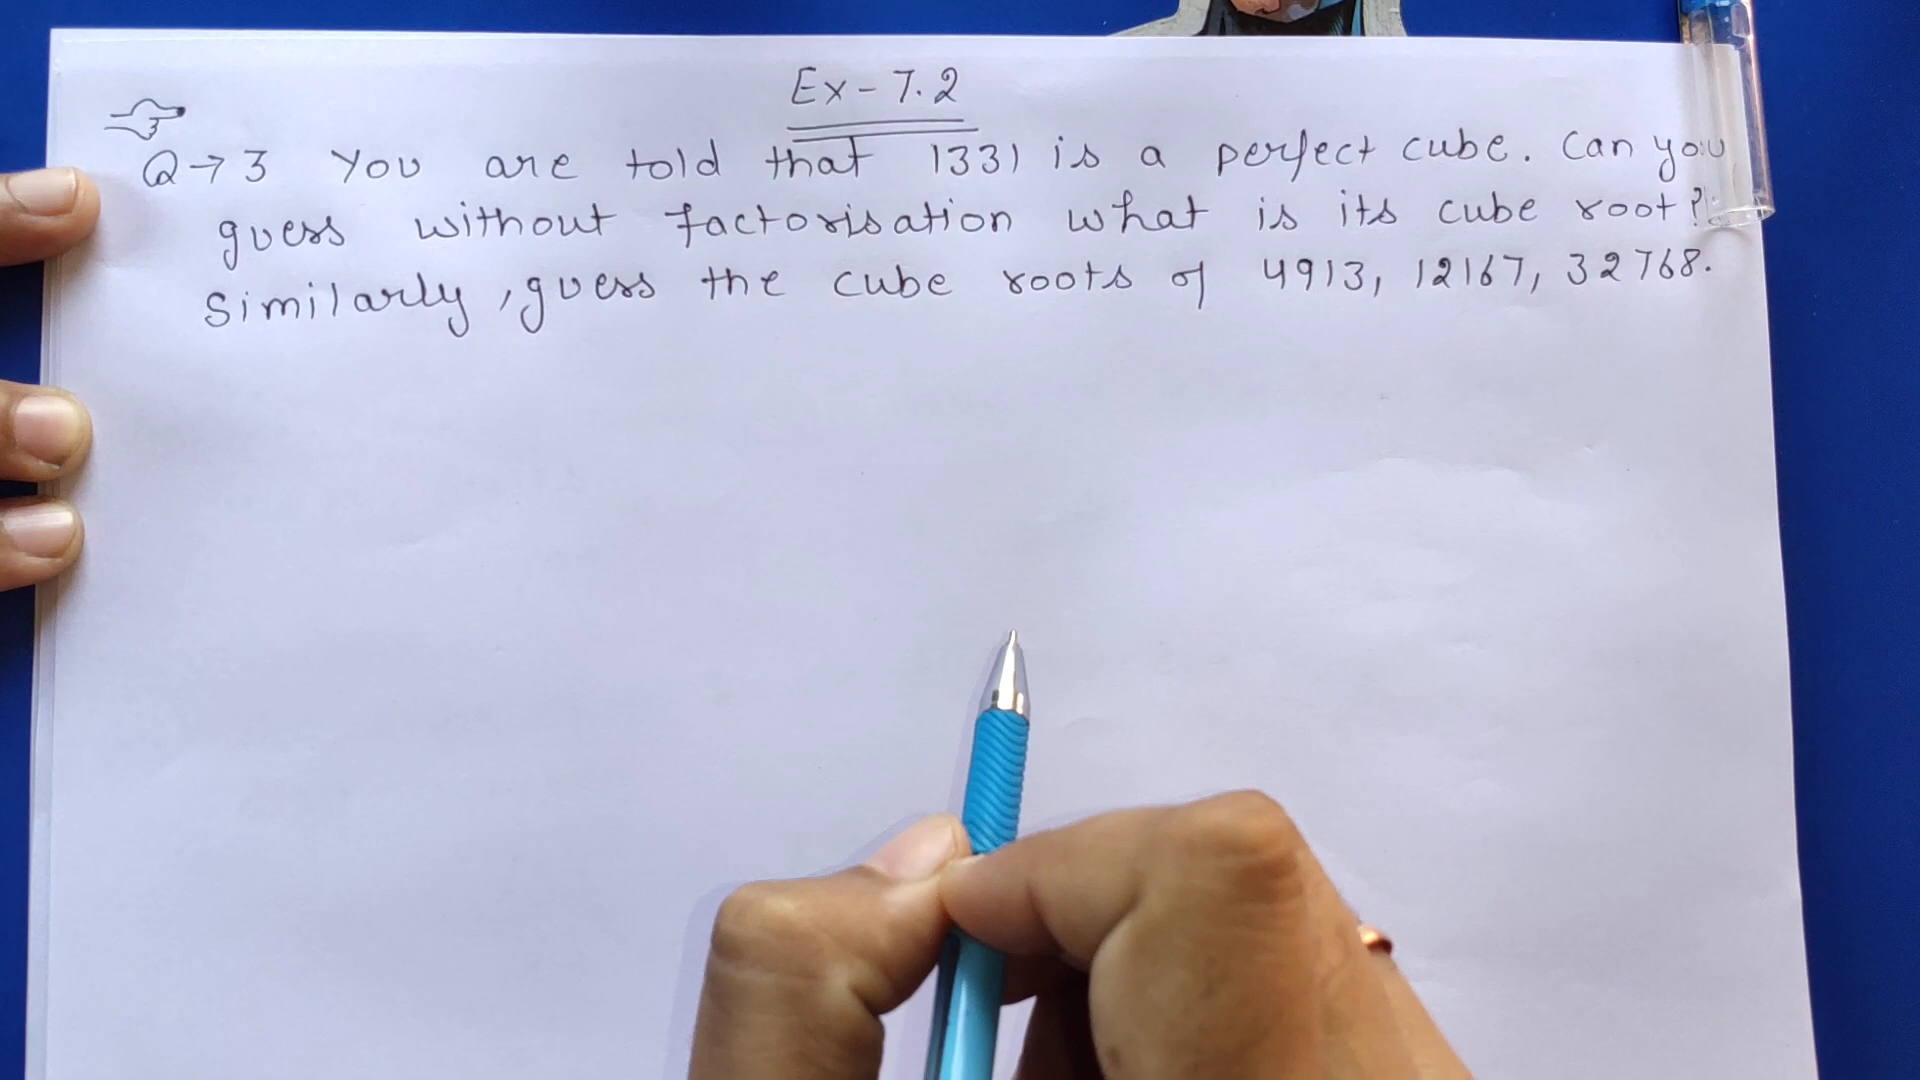 Ex-7.2
Q→3 You are told that 1331 is a perfect cube. Can you
guess without factorisation what is its cube root?
Similarly, guess the cube roots of 4913, 12167, 32768.